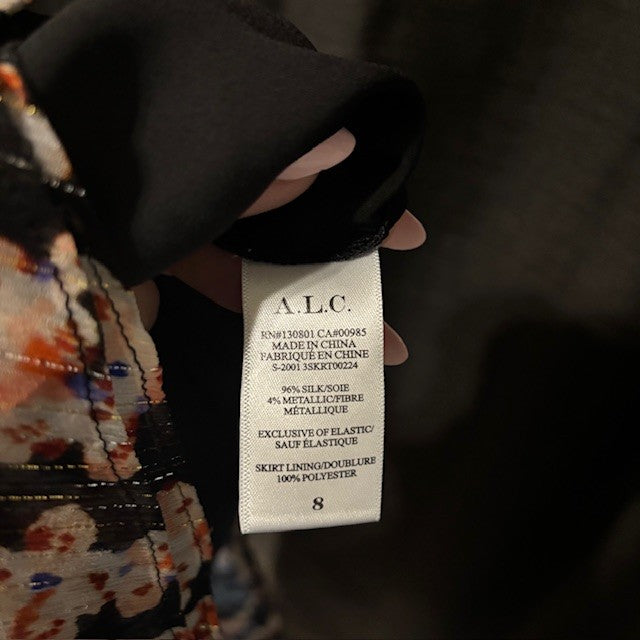 A.L.C.
RN#130801 CA#00985
MADE IN CHINA
FABRIQUÉ EN CHINE
S-2001 3SKRT00224
96% SILK/SOIE
4% METALLIC/FIBRE
MÉTALLIQUE
EXCLUSIVE OF ELASTIC/
SAUF ÉLASTIQUE
SKIRT LINING/DOUBLURE
100% POLYESTER
8